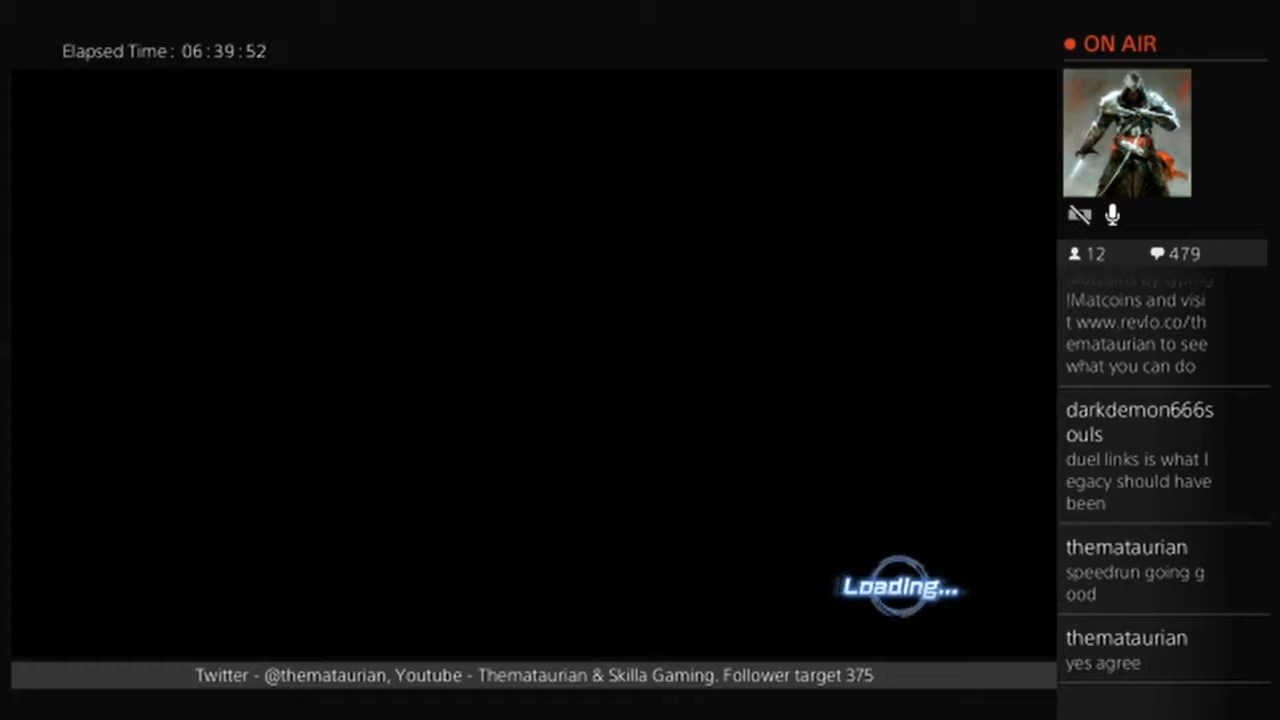 Elapsed Time: 06:39:52
ON AIR
12 479
!Matcoins and visi
t www.revlo.co/th
emataurian to see
what you can do
darkdemon666s
ouls
duel links is what l
egacy should have
been
themataurian
speedrun going g
ood
themataurian
yes agree
Loading...
Twitter - @themataurian, Youtube - Themataurian & Skilla Gaming. Follower target 375